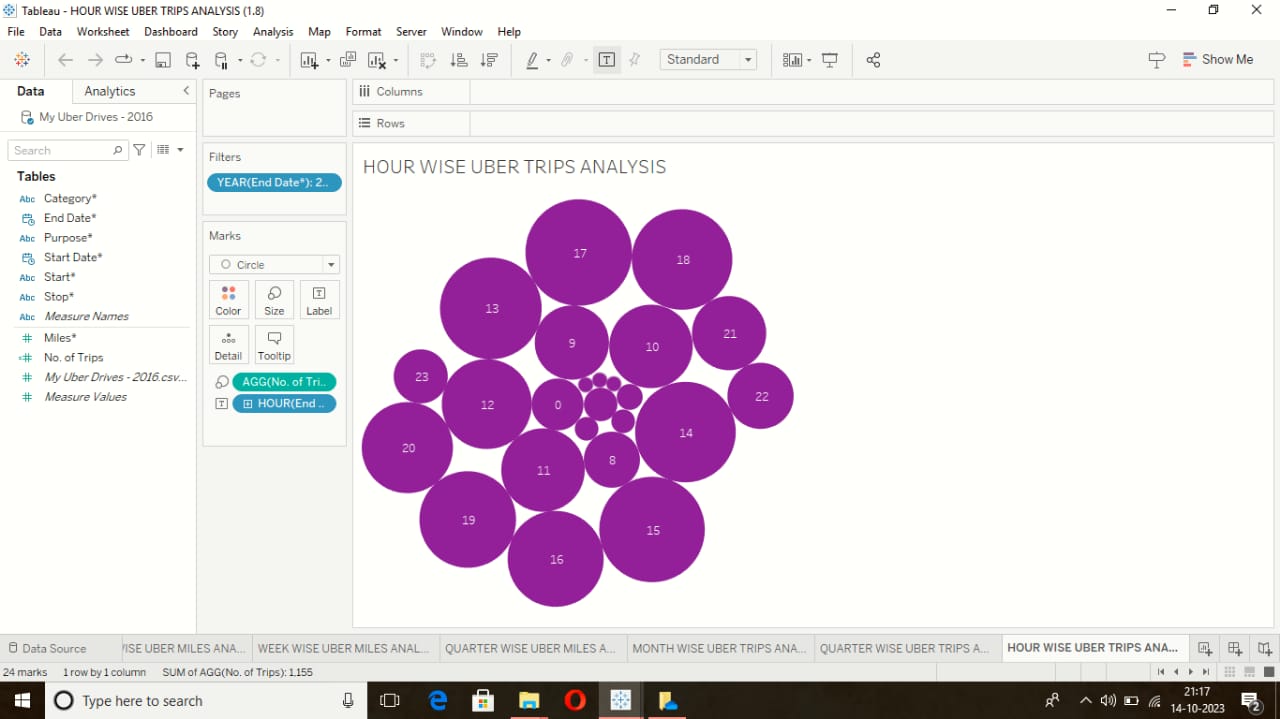 Tableau - HOUR WISE UBER TRIPS ANALYSIS (1.8)
File Data Worksheet Dashboard Story Analysis Map Format Server Window Help
Standard
Show Me
Data Analytics
My Uber Drives - 2016
Search
Tables
Abc Category*
End Date*
Abc Purpose*
Start Date*
Abc Start*
Abc Stop*
Abc Measure Names
# Miles*
# No. of Trips
# My Uber Drives - 2016.csv...
# Measure Values
Pages
Filters
YEAR(End Date*): 2..
Marks
Circle
Color Size Label
Detail Tooltip
AGG(No. of Tri..
HOUR(End ..
Columns
Rows
HOUR WISE UBER TRIPS ANALYSIS
17
18
13
21
9
10
23
22
12
0
14
20
11
8
19
15
16
Data Source
/ISE UBER MILES ANA...
WEEK WISE UBER MILES ANAL...
QUARTER WISE UBER MILES A...
MONTH WISE UBER TRIPS ANA...
QUARTER WISE UBER TRIPS A...
HOUR WISE UBER TRIPS ANA...
24 marks 1 row by 1 column SUM of AGG(No. of Trips): 1,155
Type here to search
21:17
14-10-2023
2